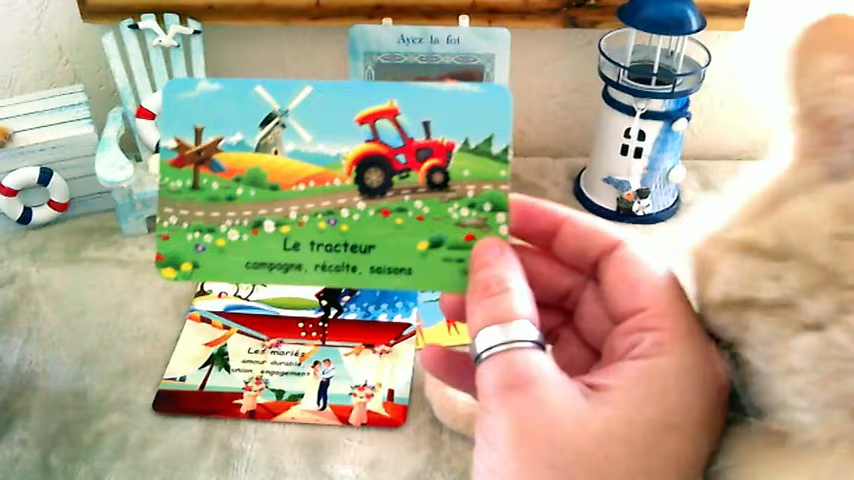 Ayez la foi
Le tracteur
campagne, récolte, saisons
Les mariés
amour durable,
union, engagement